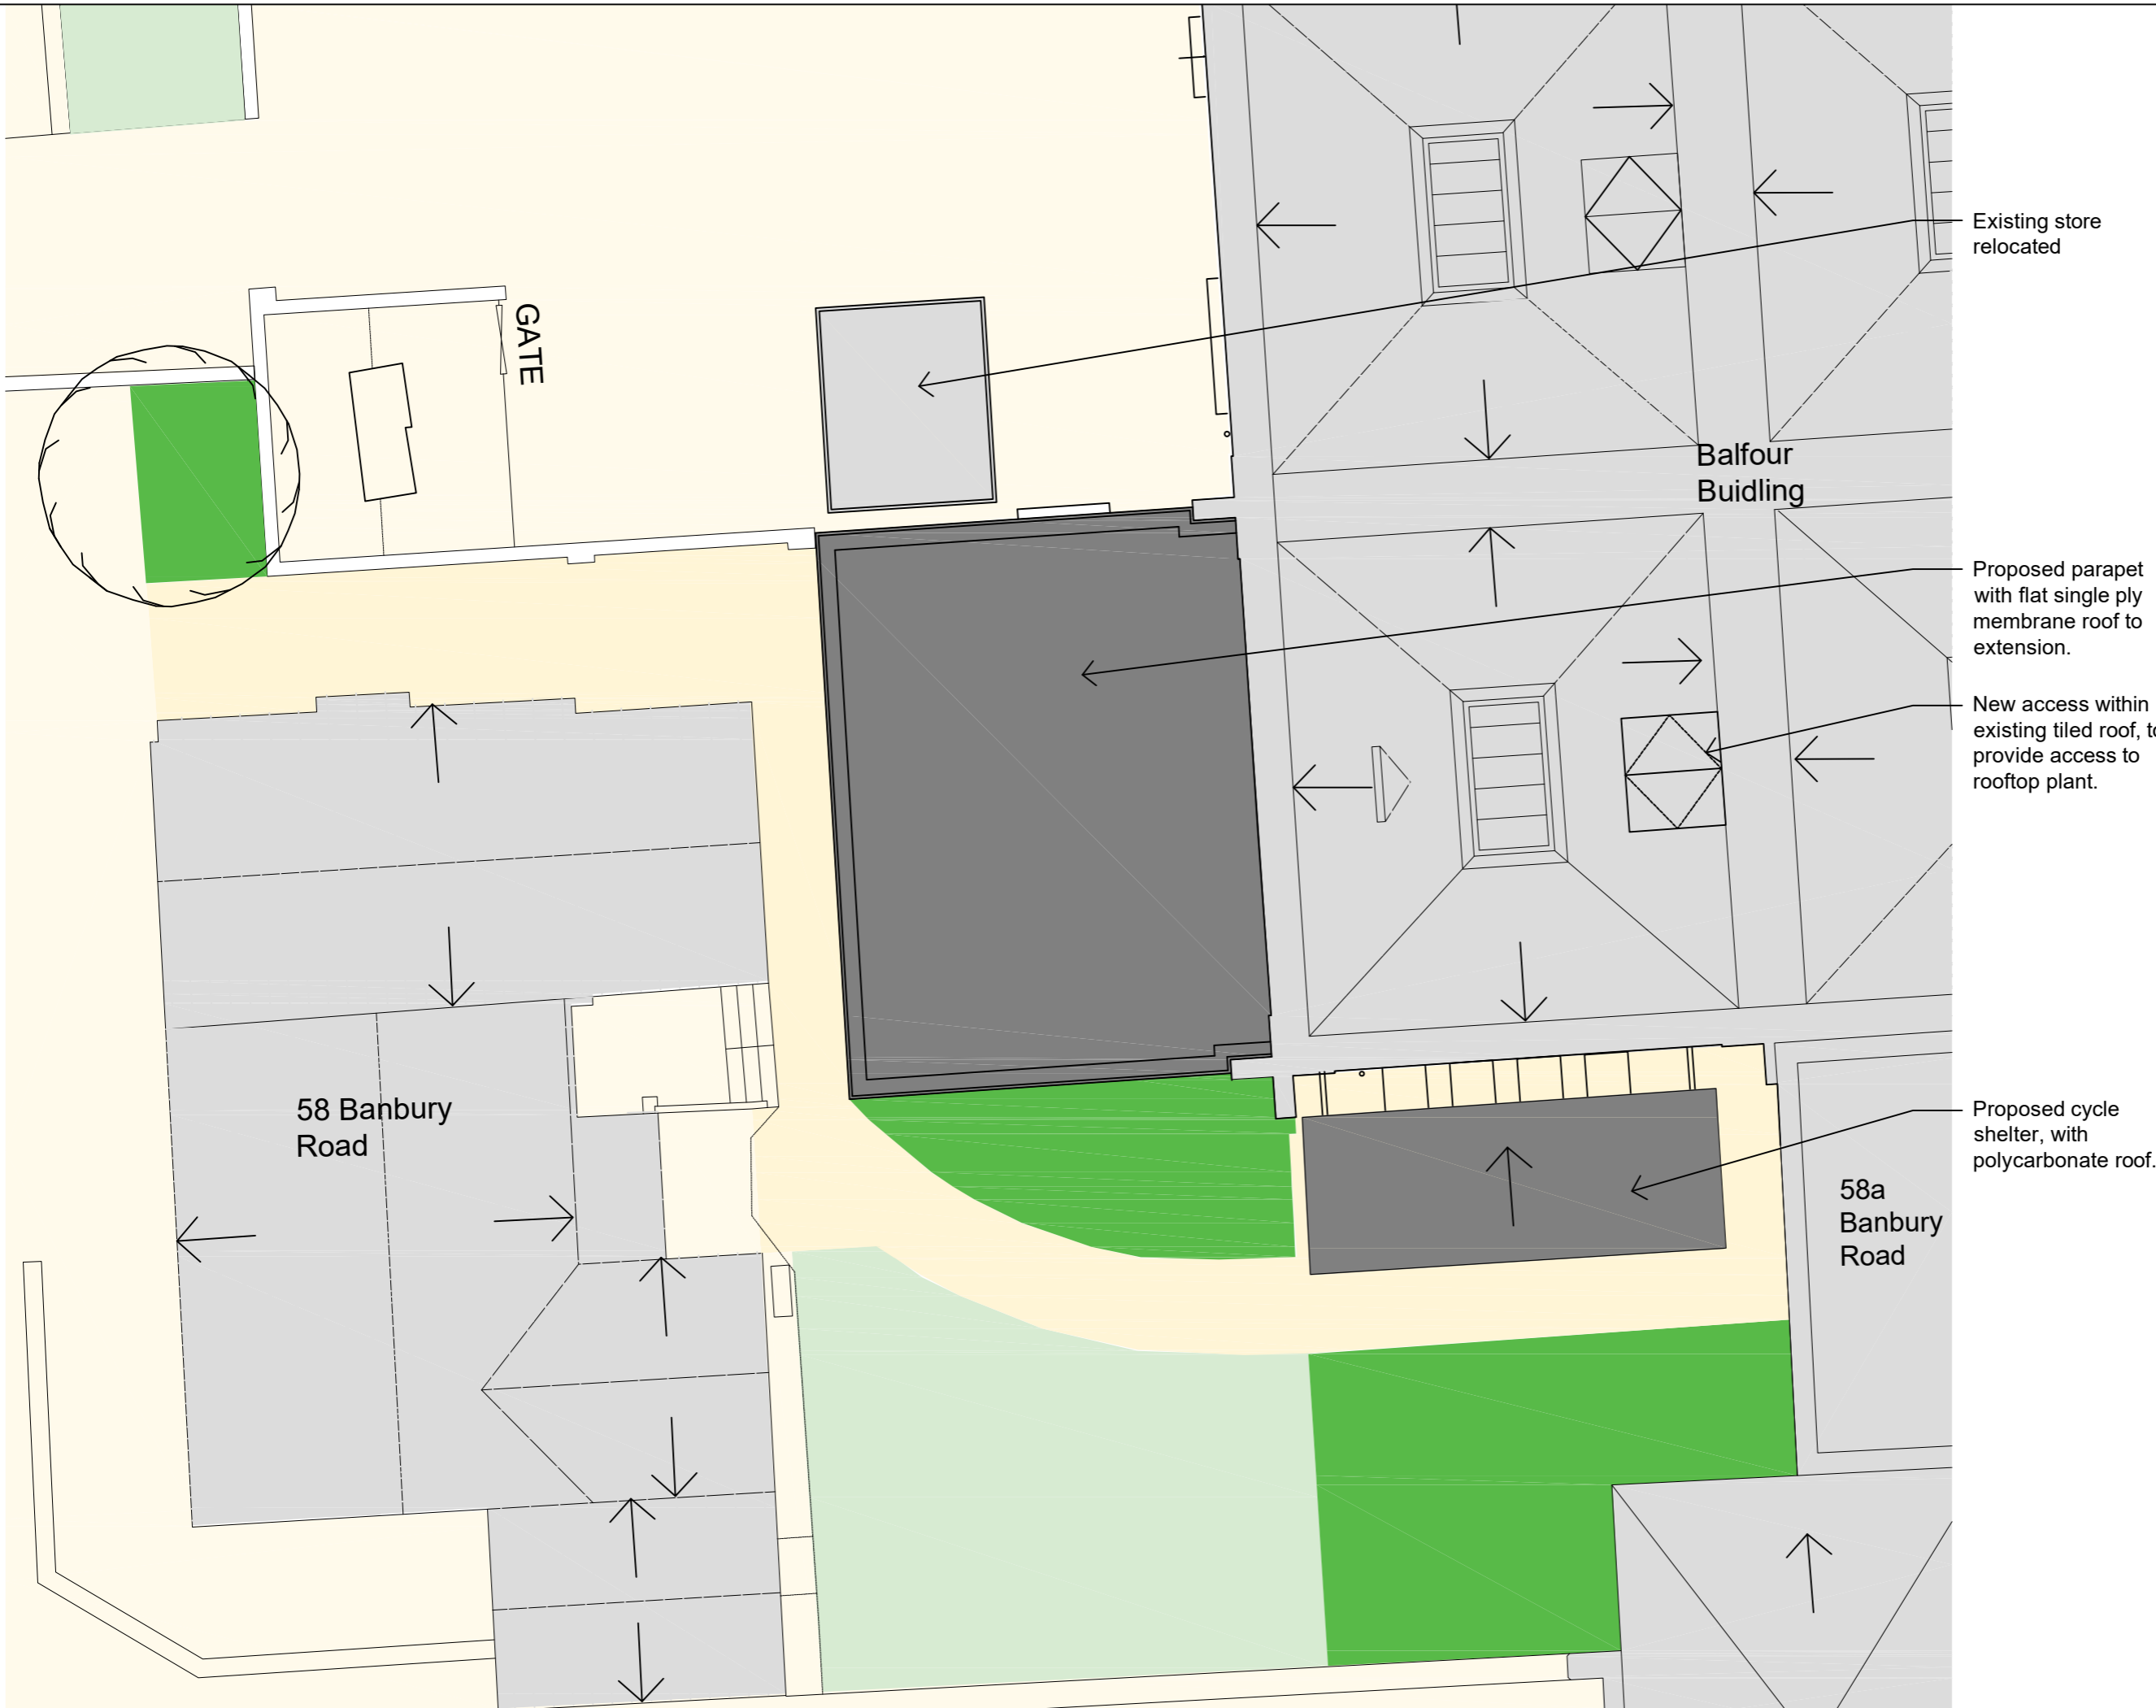 Existing store
relocated
GATE
Balfour
Buidling
Proposed parapet
with flat single ply
membrane roof to
extension.
New access within
existing tiled roof, to
provide access to
rooftop plant.
58 Banbury
Road
Proposed cycle
shelter, with
polycarbonate roof.
58a
Banbury
Road